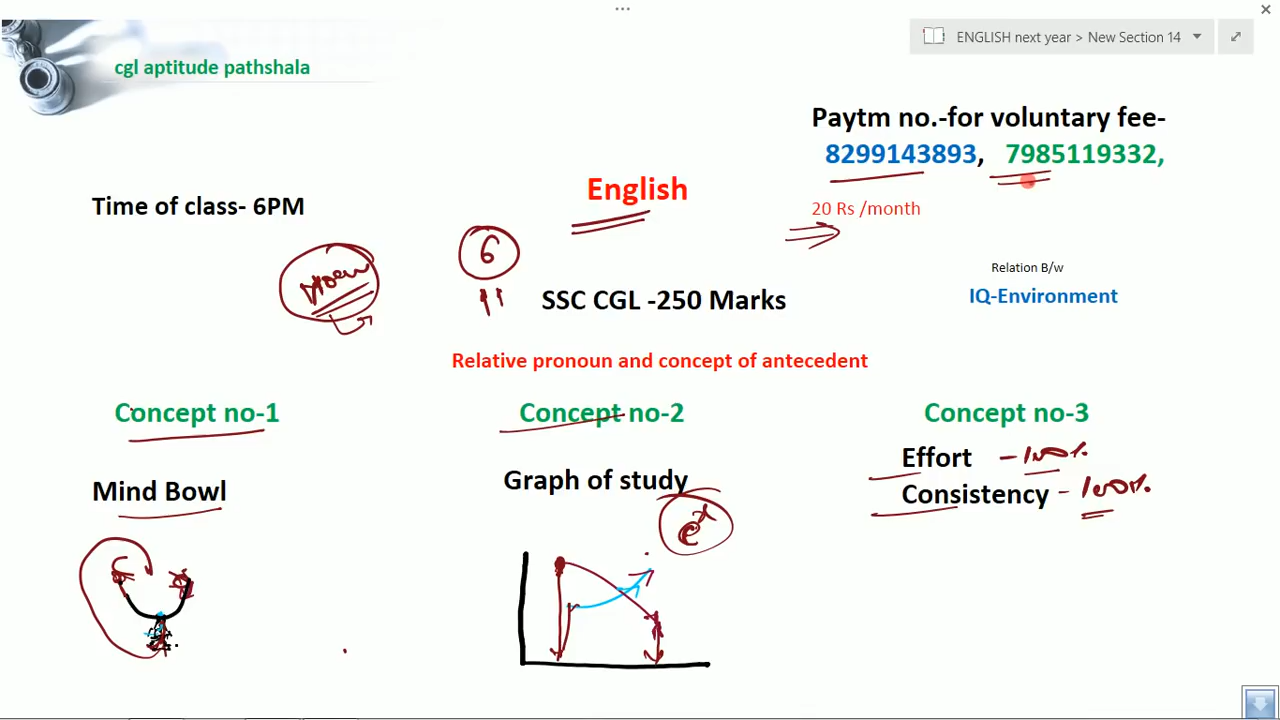 ENGLISH next year > New Section 14
cgl aptitude pathshala
Paytm no.-for voluntary fee-
8299143893, 7985119332,
English
Time of class- 6PM
20 Rs /month
6
Relation B/w
IQ-Environment
SSC CGL -250 Marks
Relative pronoun and concept of antecedent
Concept no-1
Concept no-2
Concept no-3
Effort - 100%
Consistency - 100%
Graph of study
Mind Bowl
e^x